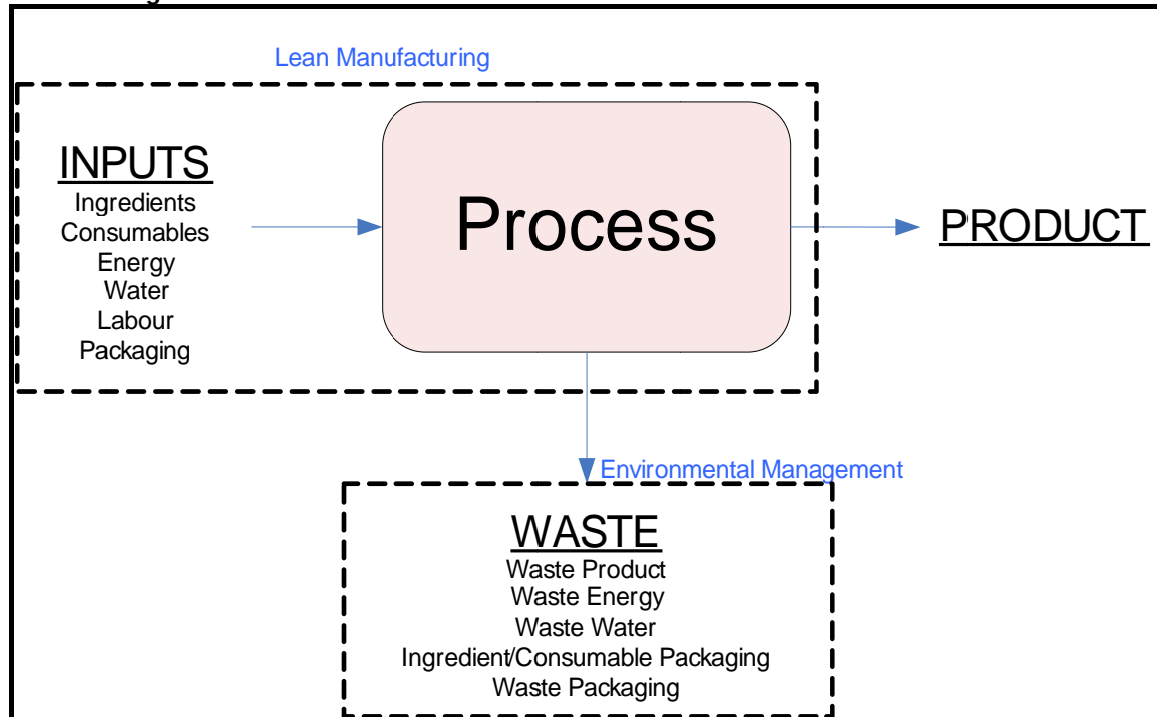 Lean Manufacturing
INPUTS
Ingredients
Consumables
Energy
Water
Labour
Packaging
Process
PRODUCT
Environmental Management
WASTE
Waste Product
Waste Energy
Waste Water
Ingredient/Consumable Packaging
Waste Packaging